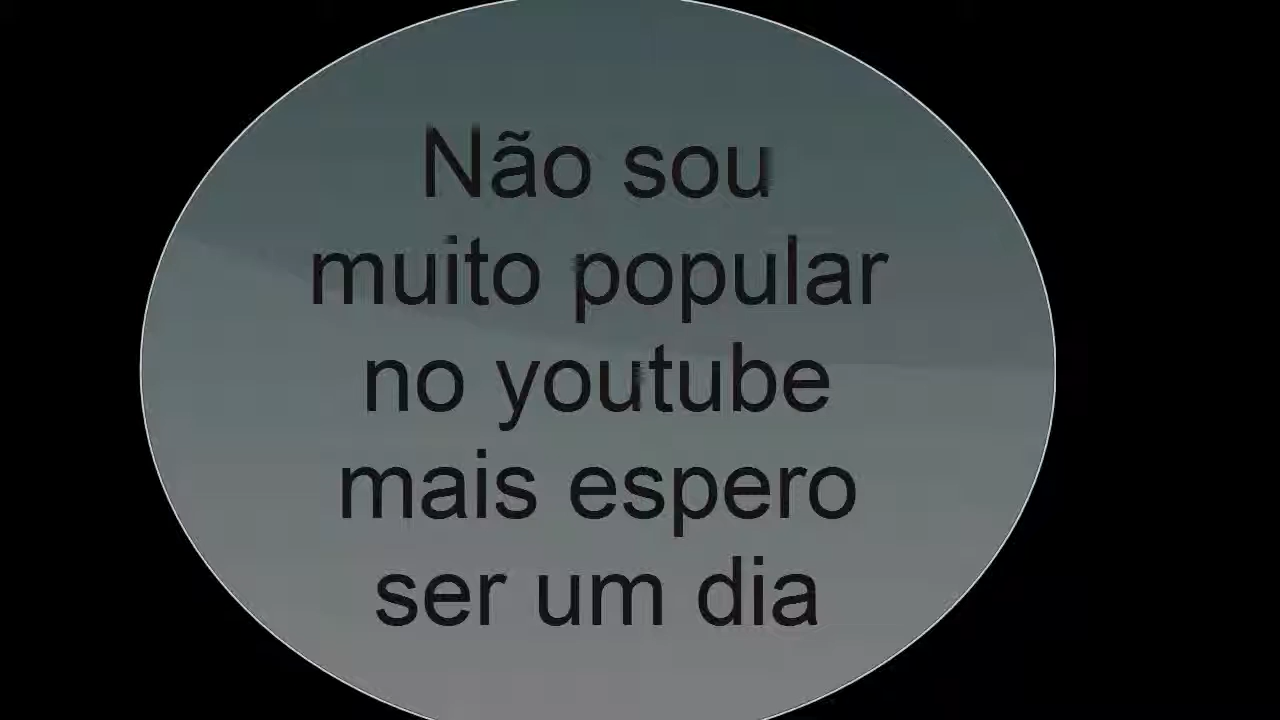 Não sou
muito popular
no youtube
mais espero
ser um dia